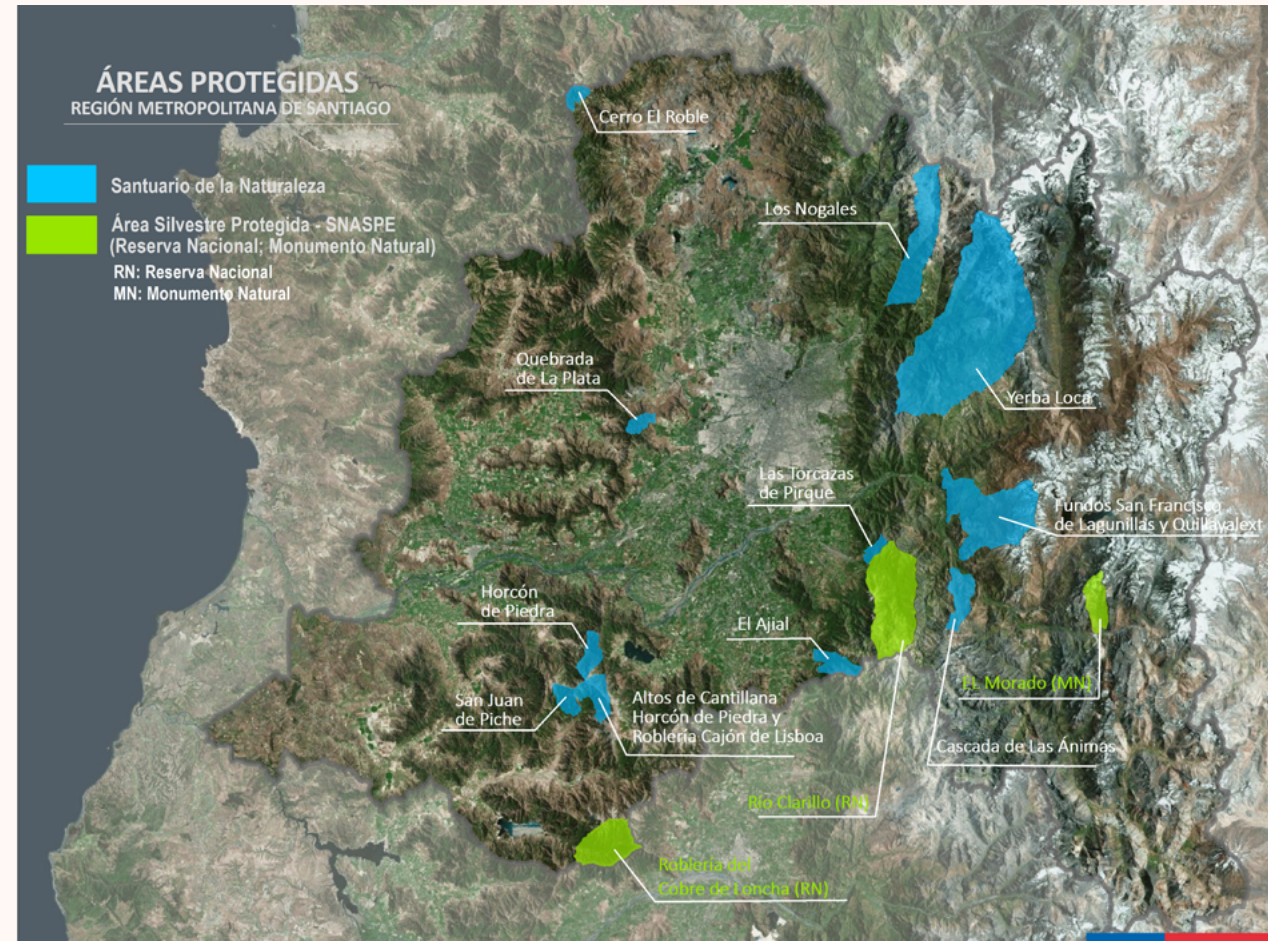 ÁREAS PROTEGIDAS
REGIÓN METROPOLITANA DE SANTIAGO
Santuario de la Naturaleza
Área Silvestre Protegida - SNASPE
(Reserva Nacional; Monumento Natural)
RN: Reserva Nacional
MN: Monumento Natural
Cerro El Roble
Los Nogales
Quebrada
de La Plata
Yerba Loca
Las Torcazas
de Pirque
Fundos San Francisco
de Lagunillas y Quillayalext
Horcón
de Piedra
El Ajial
San Juan
de Piche
Altos de Cantillana
Horcón de Piedra y
Roblería Cajón de Lisboa
EL Morado (MN)
Cascada de Las Ánimas
Río Clarillo (RN)
Roblería del
Cobre de Loncha (RN)